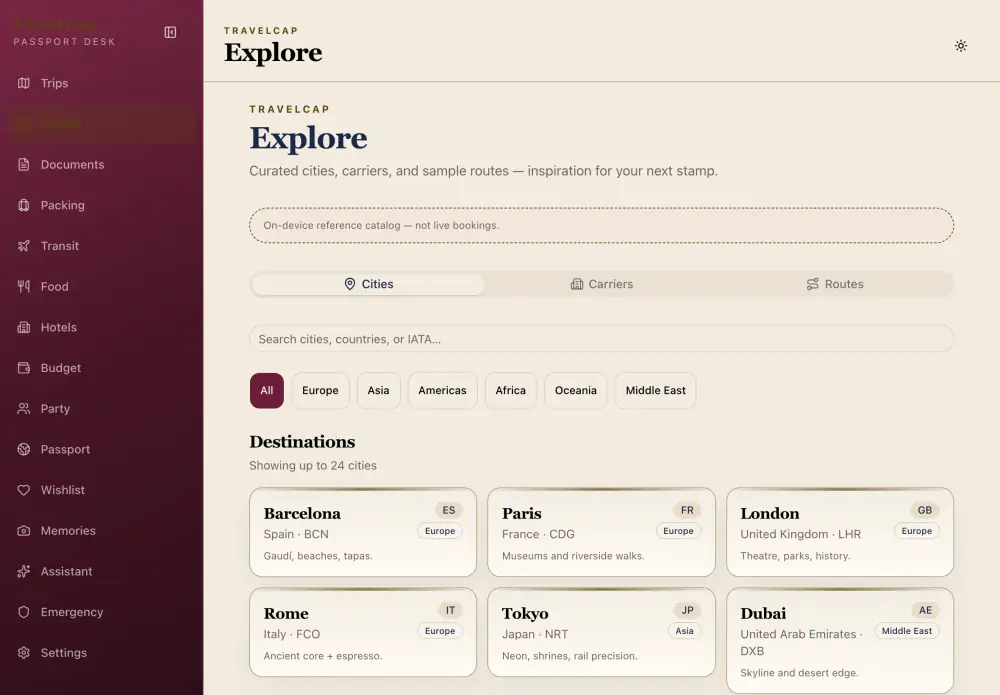 TravelCap
PASSPORT DESK
Trips
Explore
Documents
Packing
Transit
Food
Hotels
Budget
Party
Passport
Wishlist
Memories
Assistant
Emergency
Settings
TRAVELCAP
Explore
TRAVELCAP
Explore
Curated cities, carriers, and sample routes — inspiration for your next stamp.
On-device reference catalog — not live bookings.
Cities
Carriers
Routes
Search cities, countries, or IATA…
All
Europe
Asia
Americas
Africa
Oceania
Middle East
Destinations
Showing up to 24 cities
Barcelona
ES
Spain · BCN
Europe
Gaudí, beaches, tapas.
Paris
FR
France · CDG
Europe
Museums and riverside walks.
London
GB
United Kingdom · LHR
Europe
Theatre, parks, history.
Rome
IT
Italy · FCO
Europe
Ancient core + espresso.
Tokyo
JP
Japan · NRT
Asia
Neon, shrines, rail precision.
Dubai
AE
United Arab Emirates ·
DXB
Middle East
Skyline and desert edge.